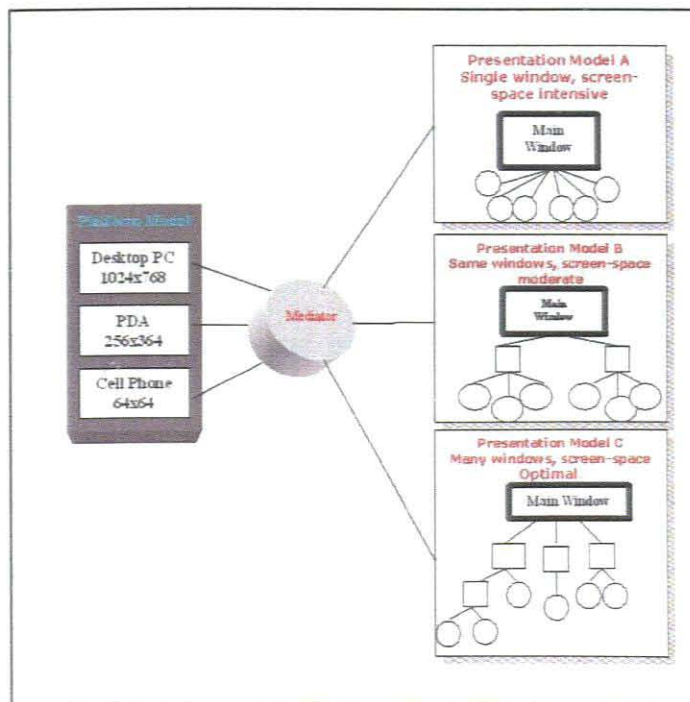 Platform Model
Desktop PC
1024x768
PDA
256x364
Cell Phone
64x64
Mediator
Presentation Model A
Single window, screen-
space intensive
Main
Window
Presentation Model B
Same windows, screen-space
moderate
Main
Window
Presentation Model C
Many windows, screen-space
Optimal
Main Window